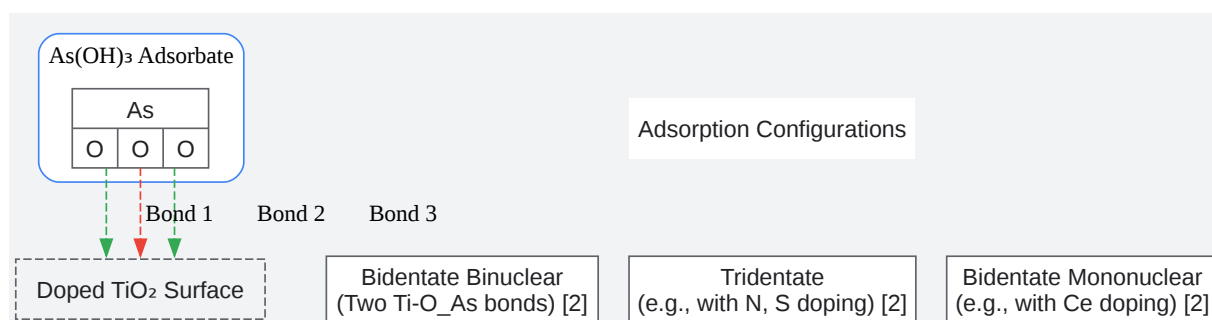 As(OH)₃ Adsorbate
As
O O O
Adsorption Configurations
Bond 1 Bond 2 Bond 3
Doped TiO₂ Surface
Bidentate Binuclear
(Two Ti-O_As bonds) [2]
Tridentate
(e.g., with N, S doping) [2]
Bidentate Mononuclear
(e.g., with Ce doping) [2]